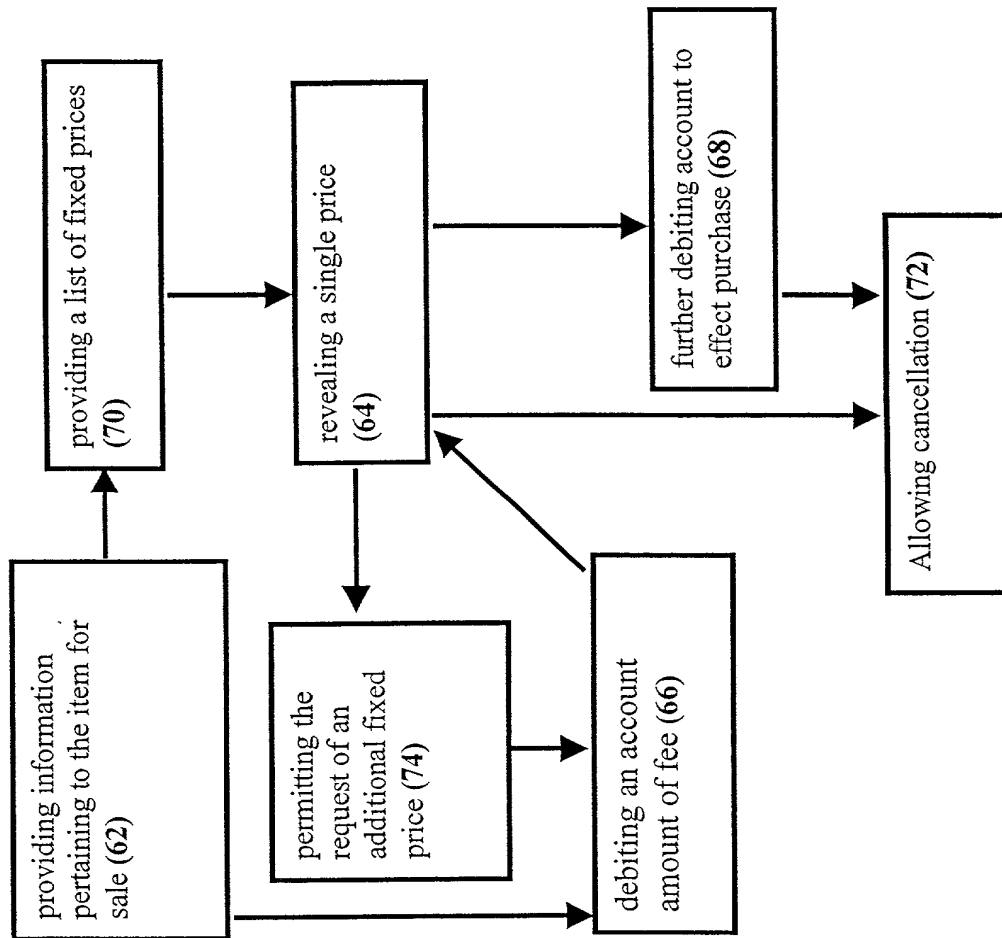 providing information
pertaining to the item for
sale (62)
providing a list of fixed prices
(70)
permitting the
request of an
additional fixed
price (74)
revealing a single price
(64)
debiting an account
amount of fee (66)
further debiting account to
effect purchase (68)
Allowing cancellation (72)